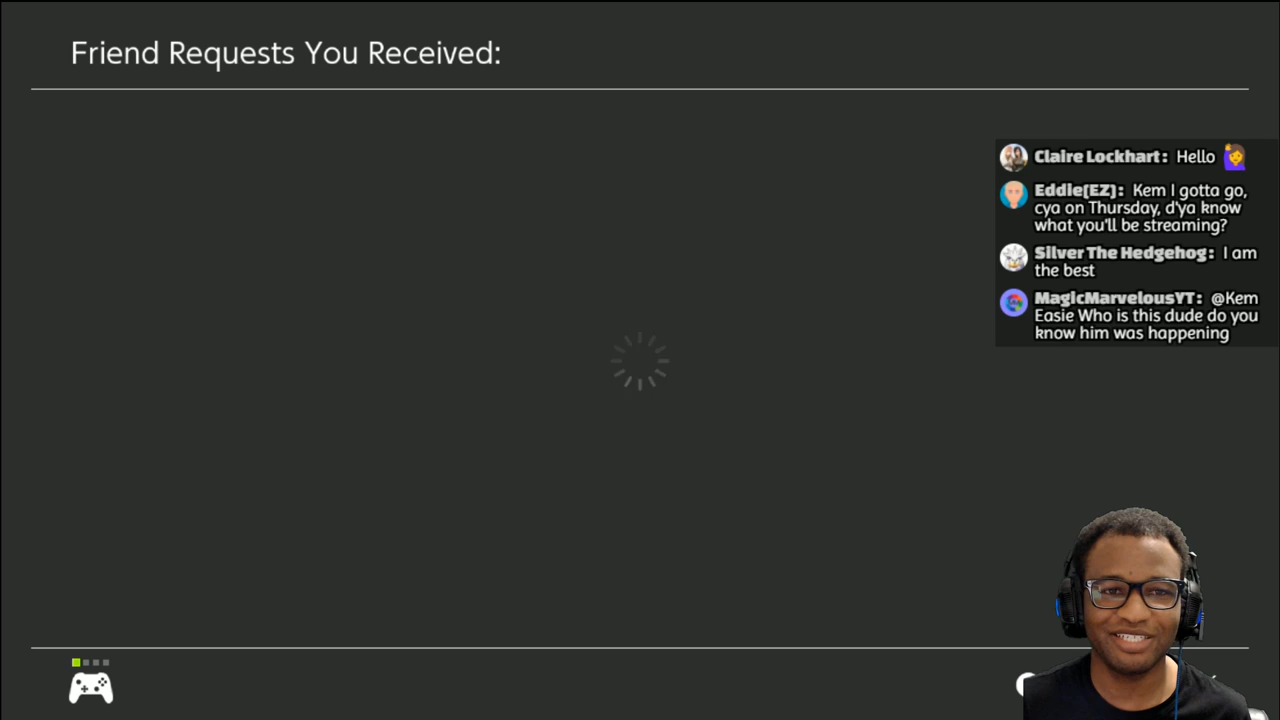 Friend Requests You Received:
Claire Lockhart: Hello 🙋‍♀️
Eddie(EZ): Kem I gotta go,
cya on Thursday, d'ya know
what you'll be streaming?
Silver The Hedgehog: I am
the best
MagicMarvelousYT: @Kem
Easie Who is this dude do you
know him was happening